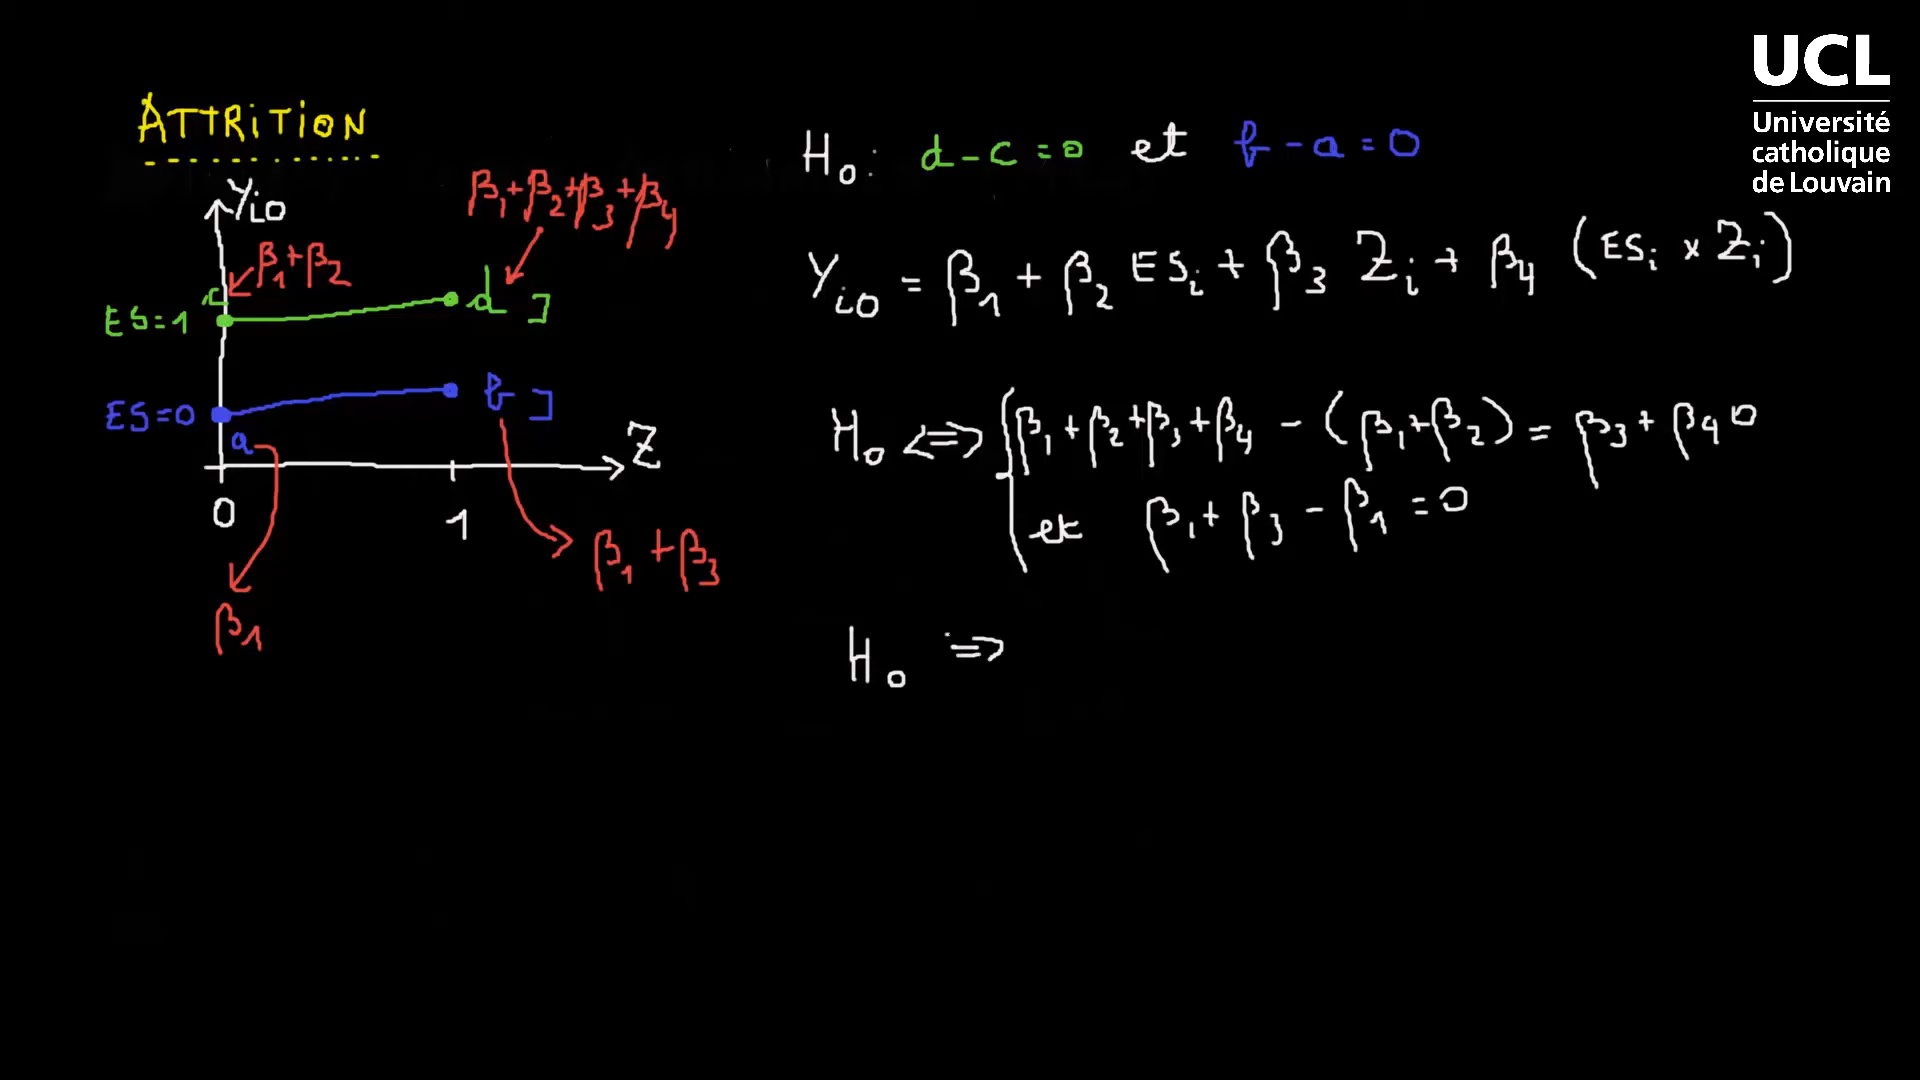 UCL
Université
catholique
de Louvain
ATTRiTiON
H₀: d-c=0 et b-a=0
Yi0
β₁+β₂+β₃+β₄
β₁+β₂
Yi0 = β₁ + β₂ ESi + β₃ Zi + β₄ (ESi × Zi)
c
d ]
ES=1
b ]
ES=0
a
Z
0
1
H₀ <=> { β₁+β₂+β₃+β₄ - (β₁+β₂) = β₃+β₄ 0
et β₁+β₃-β₁ =0
β₁+β₃
β₁
H₀ =>